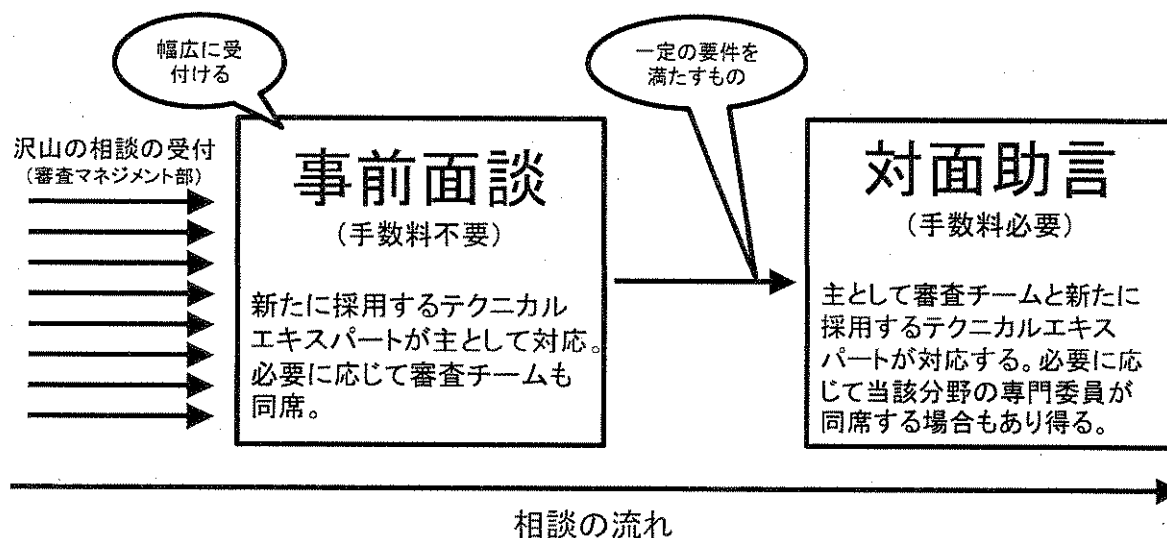 幅広に受
付ける
一定の要件を
満たすもの
沢山の相談の受付
(審査マネジメント部)
事前面談
(手数料不要)
新たに採用するテクニカル
エキスパートが主として対応。
必要に応じて審査チームも
同席。
対面助言
(手数料必要)
主として審査チームと新たに
採用するテクニカルエキス
パートが対応する。必要に応
じて当該分野の専門委員が
同席する場合もあり得る。
相談の流れ